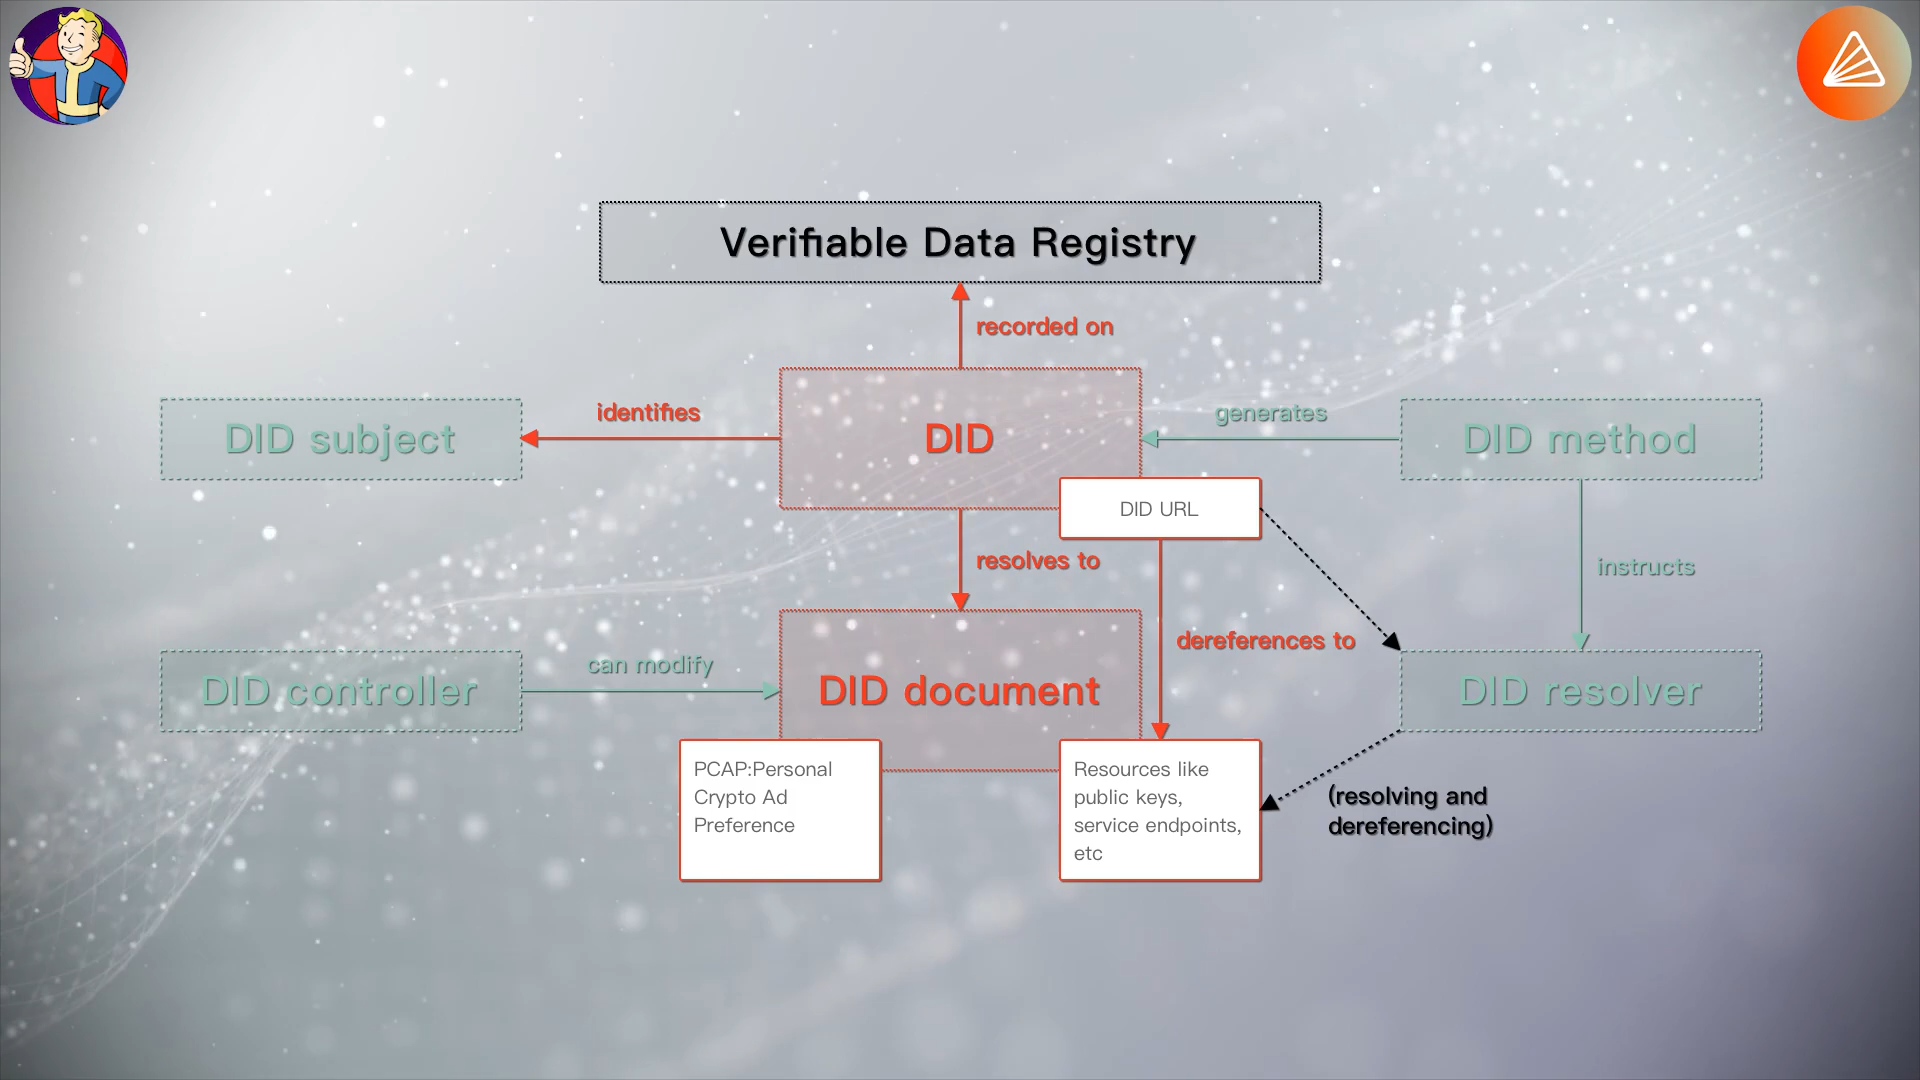 Verifiable Data Registry
recorded on
DID subject
identifies
DID
generates
DID method
DID URL
resolves to
instructs
dereferences to
DID controller
can modify
DID document
DID resolver
PCAP:Personal
Crypto Ad
Preference
Resources like
public keys,
service endpoints,
etc
(resolving and
dereferencing)